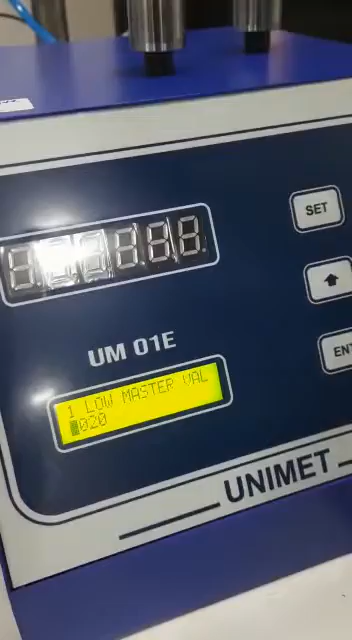 SET
UM 01E
1 LOW MASTER VAL
020
UNIMET